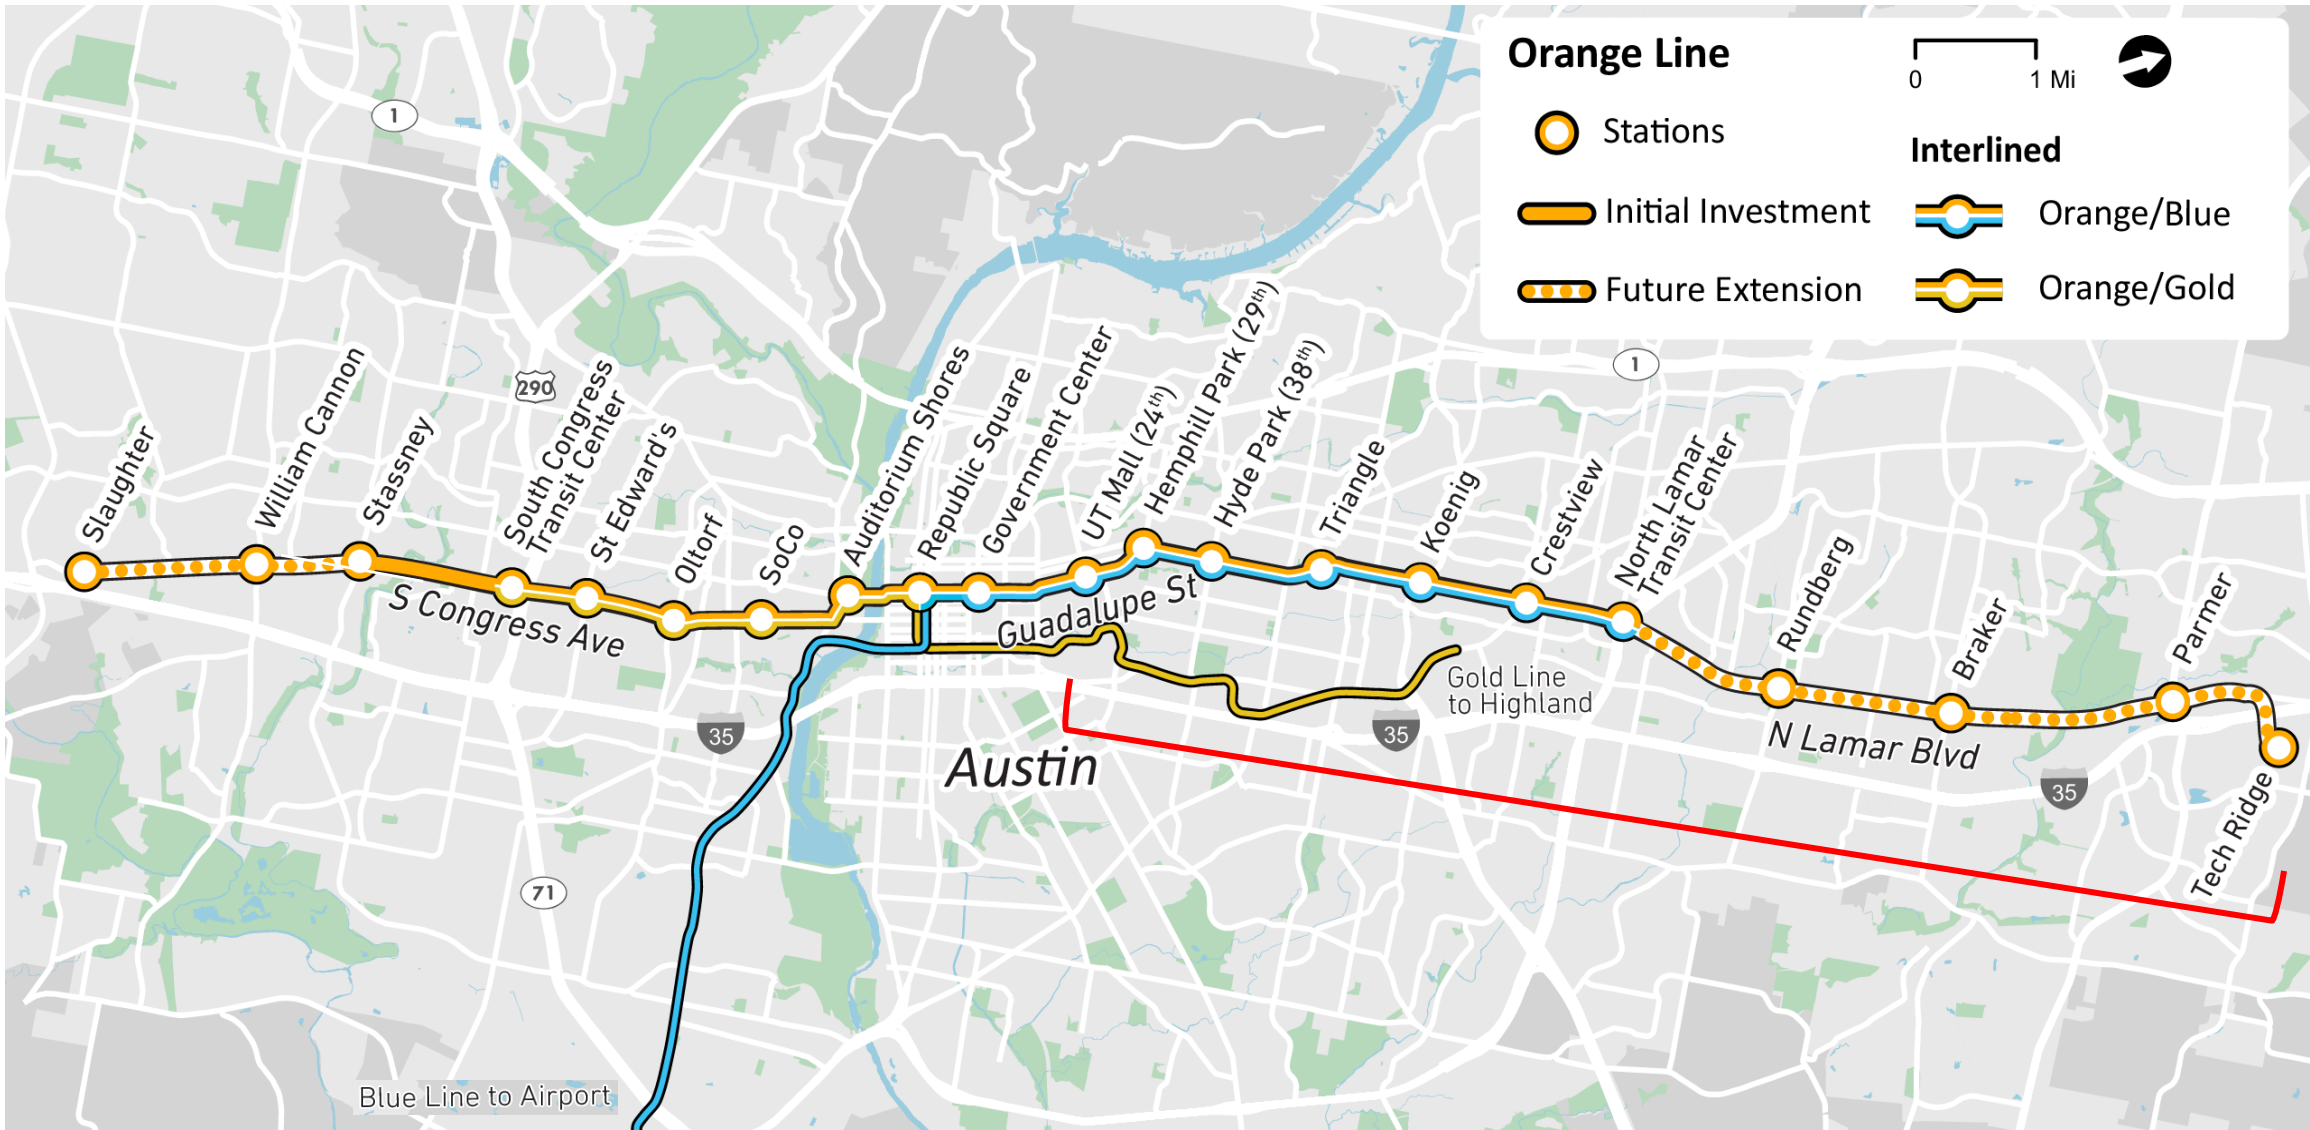 Orange Line
0 1 Mi
Stations
Interlined
Initial Investment
Orange/Blue
Future Extension
Orange/Gold
1
290
1
Slaughter
William Cannon
Stassney
South Congress
Transit Center
St Edward's
Oltorf
SoCo
Auditorium Shores
Republic Square
Government Center
UT Mall (24th)
Hemphill Park (29th)
Hyde Park (38th)
Triangle
Koenig
Crestview
North Lamar
Transit Center
Rundberg
Braker
Parmer
Tech Ridge
S Congress Ave
Guadalupe St
N Lamar Blvd
Gold Line
to Highland
35
35
35
Austin
71
Blue Line to Airport